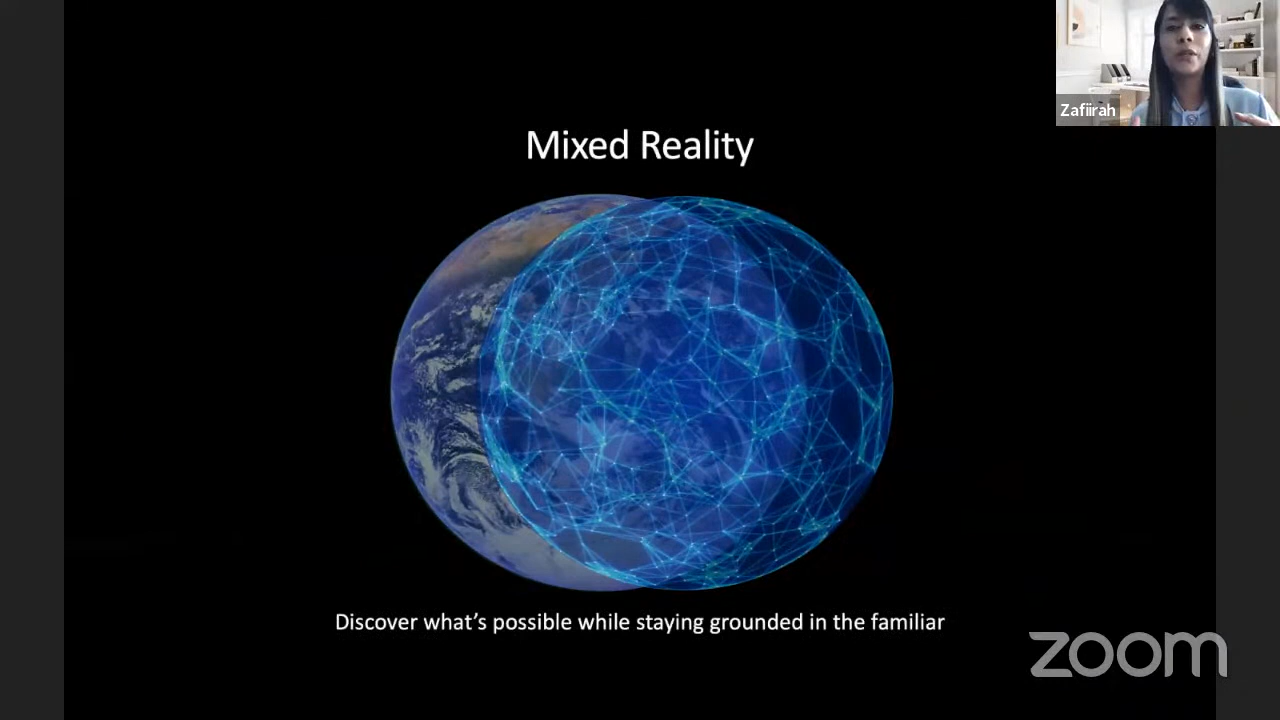 Zafiirah
Mixed Reality
Discover what's possible while staying grounded in the familiar
zoom